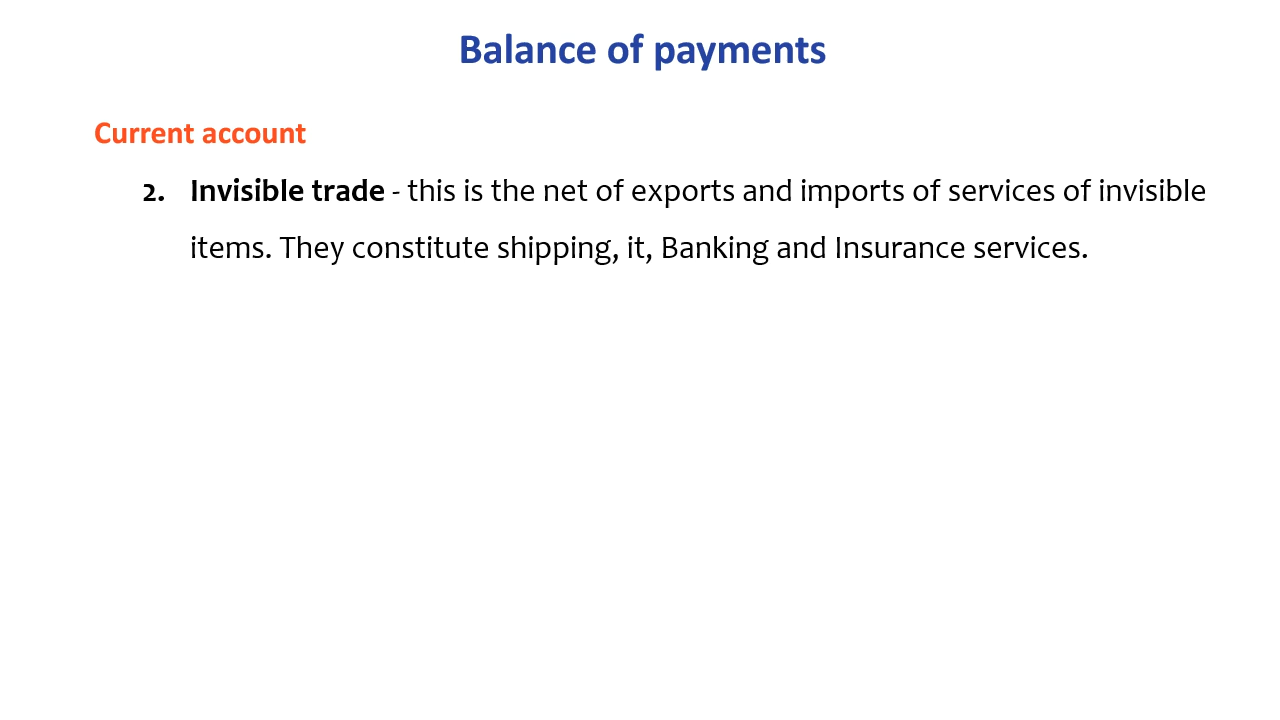 Balance of payments
Current account
2. Invisible trade - this is the net of exports and imports of services of invisible
items. They constitute shipping, it, Banking and Insurance services.